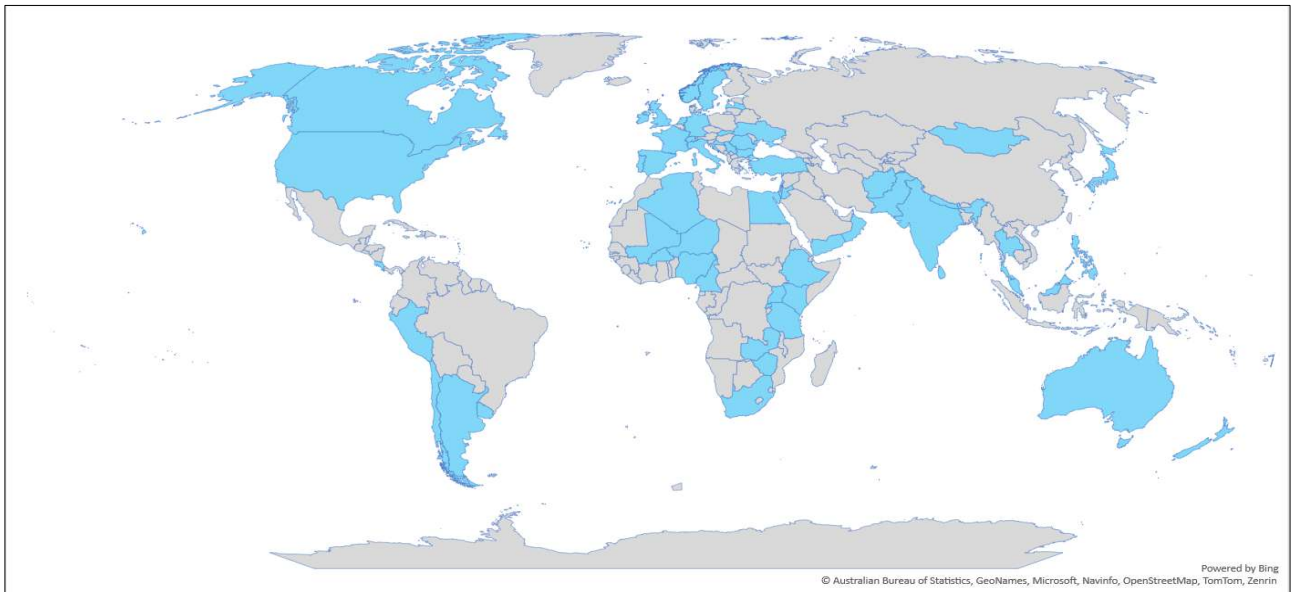 Powered by Bing
© Australian Bureau of Statistics, GeoNames, Microsoft, Navinfo, OpenStreetMap, TomTom, Zenrin